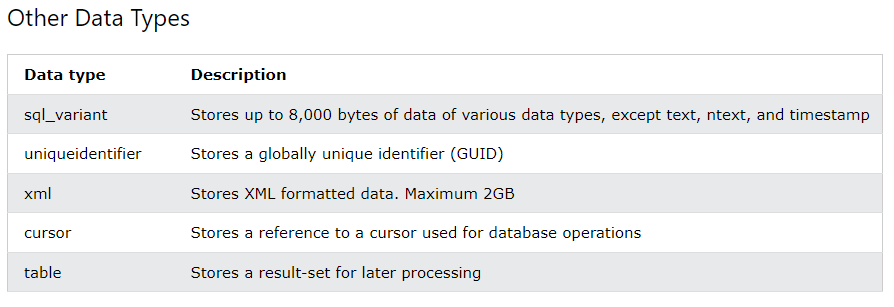 Other Data Types
Data type Description
sql_variant Stores up to 8,000 bytes of data of various data types, except text, ntext, and timestamp
uniqueidentifier Stores a globally unique identifier (GUID)
xml Stores XML formatted data. Maximum 2GB
cursor Stores a reference to a cursor used for database operations
table Stores a result-set for later processing